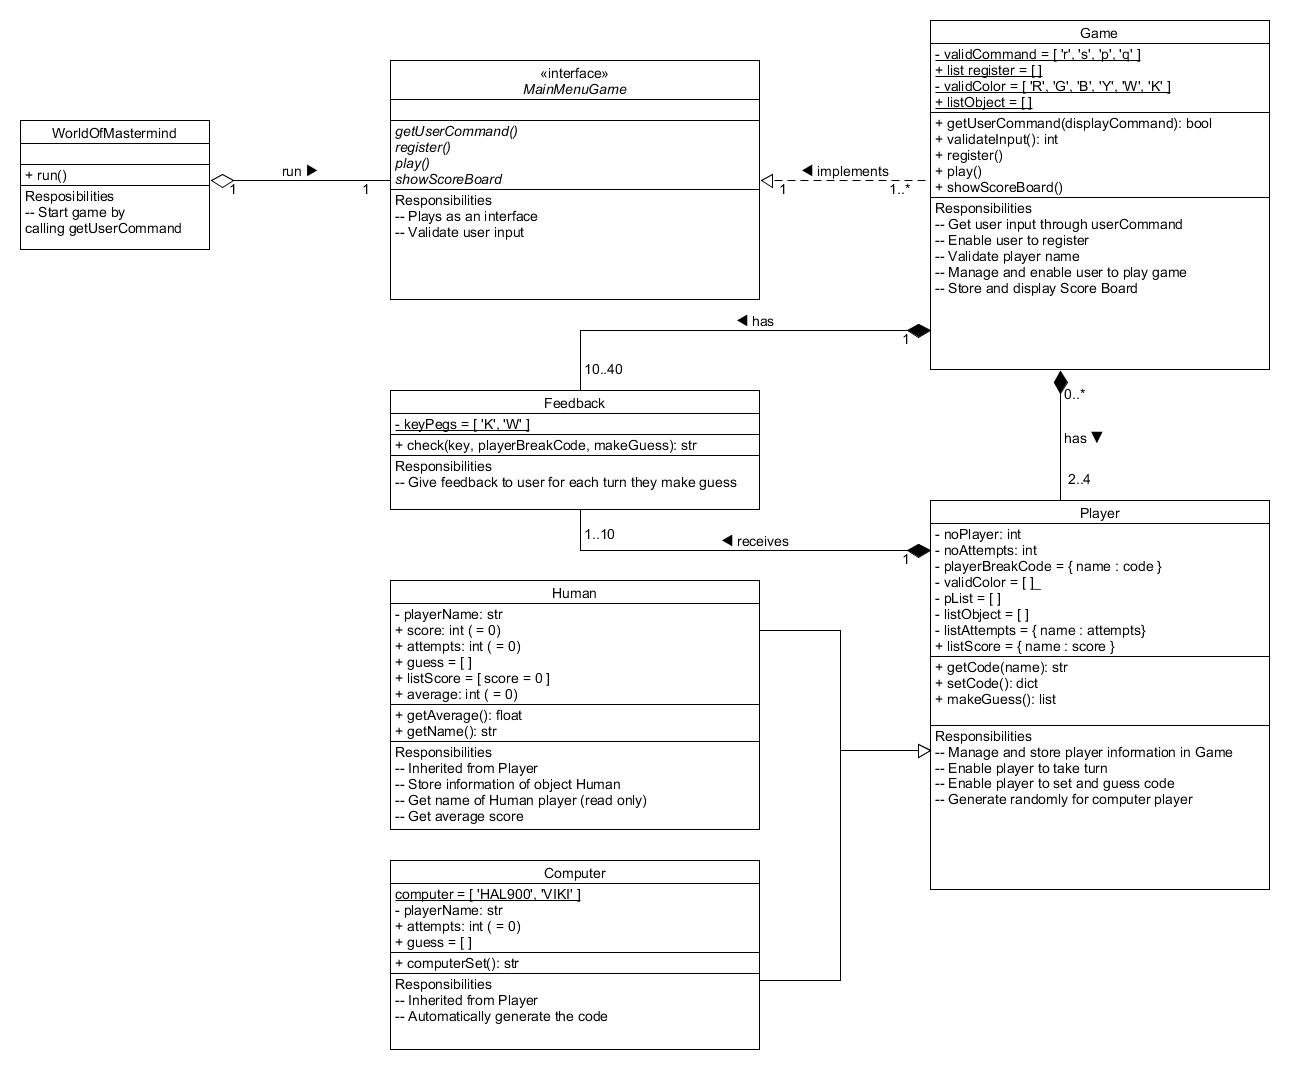 WorldOfMastermind
+ run()
Resposibilities
-- Start game by
calling getUserCommand
1
run ▶
1
«interface»
MainMenuGame
getUserCommand()
register()
play()
showScoreBoard
Responsibilities
-- Plays as an interface
-- Validate user input
◀ implements
1
1..*
Game
- validCommand = [ 'r', 's', 'p', 'q' ]
+ list register = [ ]
- validColor = [ 'R', 'G', 'B', 'Y', 'W', 'K' ]
+ listObject = [ ]
+ getUserCommand(displayCommand): bool
+ validateInput(): int
+ register()
+ play()
+ showScoreBoard()
Responsibilities
-- Get user input through userCommand
-- Enable user to register
-- Validate player name
-- Manage and enable user to play game
-- Store and display Score Board
◀ has
1
10..40
Feedback
- keyPegs = [ 'K', 'W' ]
+ check(key, playerBreakCode, makeGuess): str
Responsibilities
-- Give feedback to user for each turn they make guess
0..*
has ▼
2..4
1..10
◀ receives
1
Player
- noPlayer: int
- noAttempts: int
- playerBreakCode = { name : code }
- validColor = [ ]_
- pList = [ ]
- listObject = [ ]
- listAttempts = { name : attempts}
+ listScore = { name : score }
+ getCode(name): str
+ setCode(): dict
+ makeGuess(): list
Responsibilities
-- Manage and store player information in Game
-- Enable player to take turn
-- Enable player to set and guess code
-- Generate randomly for computer player
Human
- playerName: str
+ score: int ( = 0)
+ attempts: int ( = 0)
+ guess = [ ]
+ listScore = [ score = 0 ]
+ average: int ( = 0)
+ getAverage(): float
+ getName(): str
Responsibilities
-- Inherited from Player
-- Store information of object Human
-- Get name of Human player (read only)
-- Get average score
Computer
computer = [ 'HAL900', 'VIKI' ]
- playerName: str
+ attempts: int ( = 0)
+ guess = [ ]
+ computerSet(): str
Responsibilities
-- Inherited from Player
-- Automatically generate the code